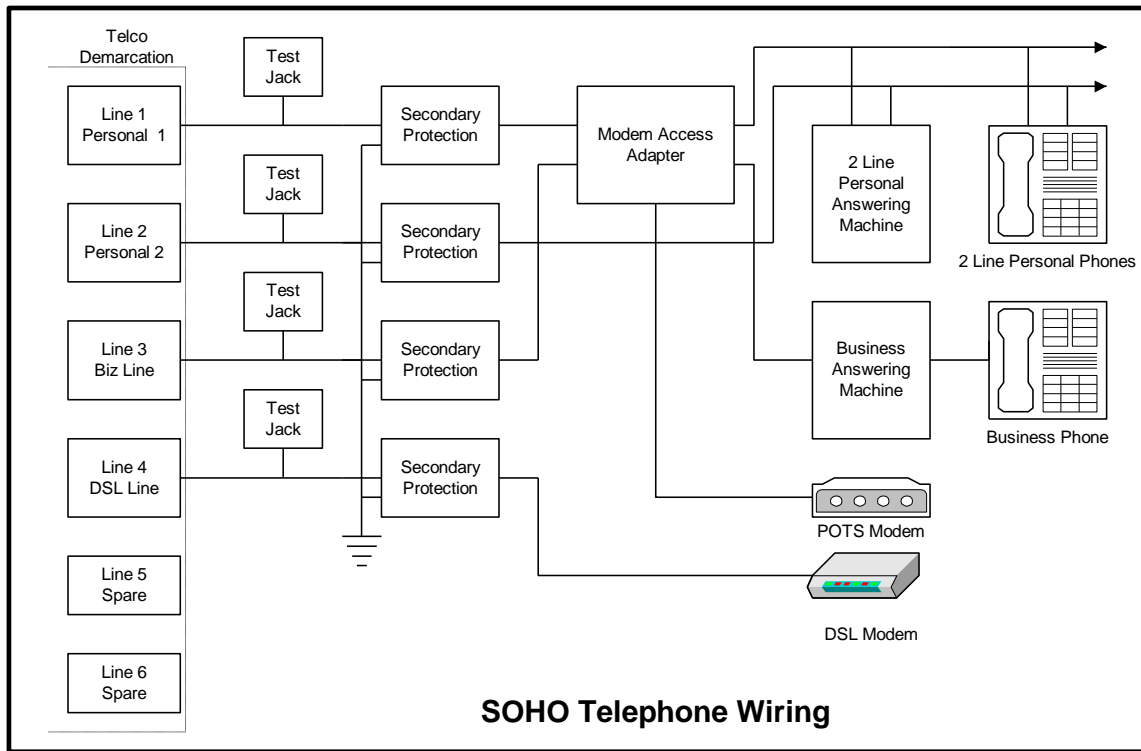 Telco
Demarcation
Test
Jack
Line 1
Personal 1
Secondary
Protection
Modem Access
Adapter
2 Line
Personal
Answering
Machine
2 Line Personal Phones
Test
Jack
Line 2
Personal 2
Secondary
Protection
Test
Jack
Line 3
Biz Line
Secondary
Protection
Business
Answering
Machine
Business Phone
Test
Jack
Line 4
DSL Line
Secondary
Protection
POTS Modem
Line 5
Spare
DSL Modem
Line 6
Spare
SOHO Telephone Wiring